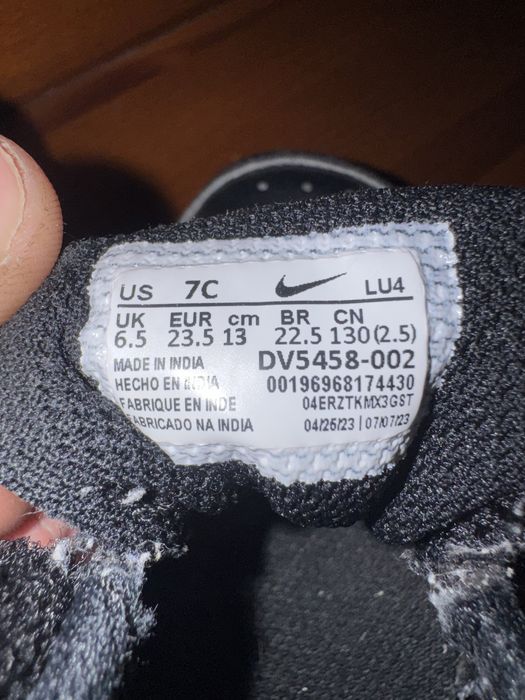 US 7C LU4
UK EUR cm BR CN
6.5 23.5 13 22.5 130(2.5)
MADE IN INDIA DV5458-002
HECHO EN INDIA 00196968174430
FABRIQUE EN INDE 04ERZTKMX3GST
FABRICADO NA INDIA 04/25/23 | 07/07/23